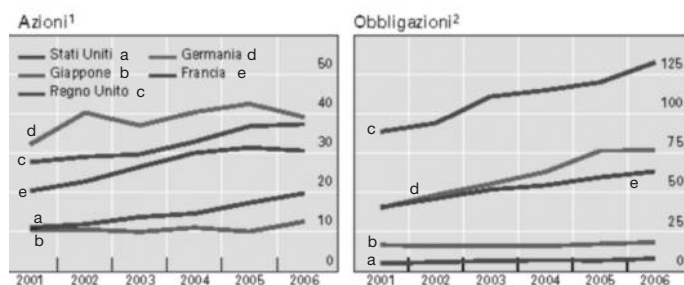 Azioni¹
Stati Uniti a
Germania d
Giappone b
Francia e
Regno Unito c
50
40
30
20
10
0
d
c
e
a
b
2001 2002 2003 2004 2005 2006
Obbligazioni²
125
100
75
50
25
0
c
d
e
b
a
2001 2002 2003 2004 2005 2006